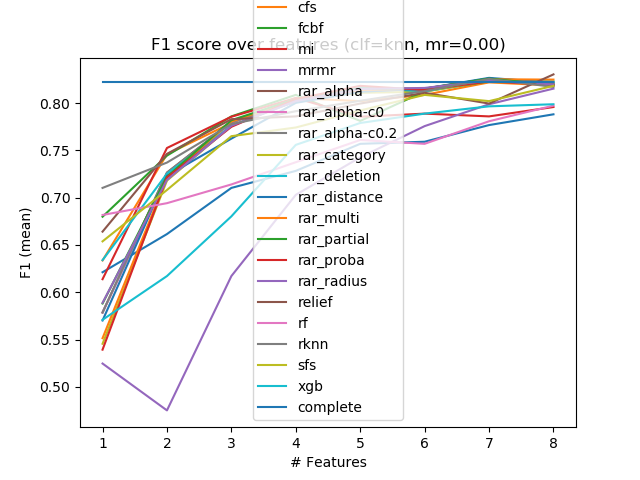 F1 score over features (clf=knn, mr=0.00)
cfs
fcbf
mi
mrmr
rar_alpha
rar_alpha-c0
rar_alpha-c0.2
rar_category
rar_deletion
rar_distance
rar_multi
rar_partial
rar_proba
rar_radius
relief
rf
rknn
sfs
xgb
complete
F1 (mean)
0.80
0.75
0.70
0.65
0.60
0.55
0.50
1 2 3 4 5 6 7 8
# Features